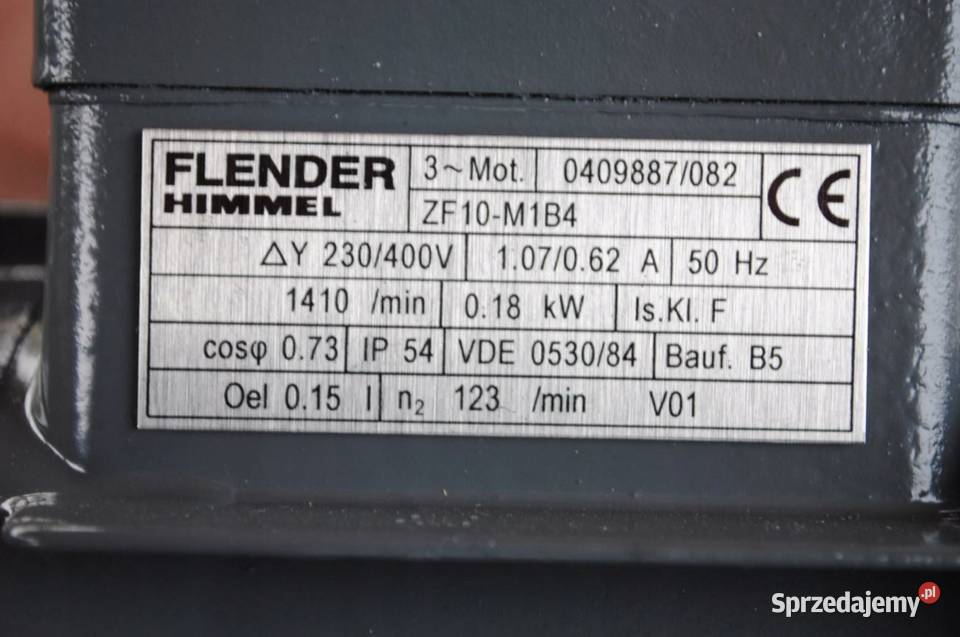 FLENDER
HIMMEL
3~Mot. 0409887/082
ZF10-M1B4
CE
ΔY 230/400V 1.07/0.62 A 50 Hz
1410 /min 0.18 kW Is.Kl. F
cosφ 0.73 IP 54 VDE 0530/84 Bauf. B5
Oel 0.15 l n₂ 123 /min V01
Sprzedajemy.pl